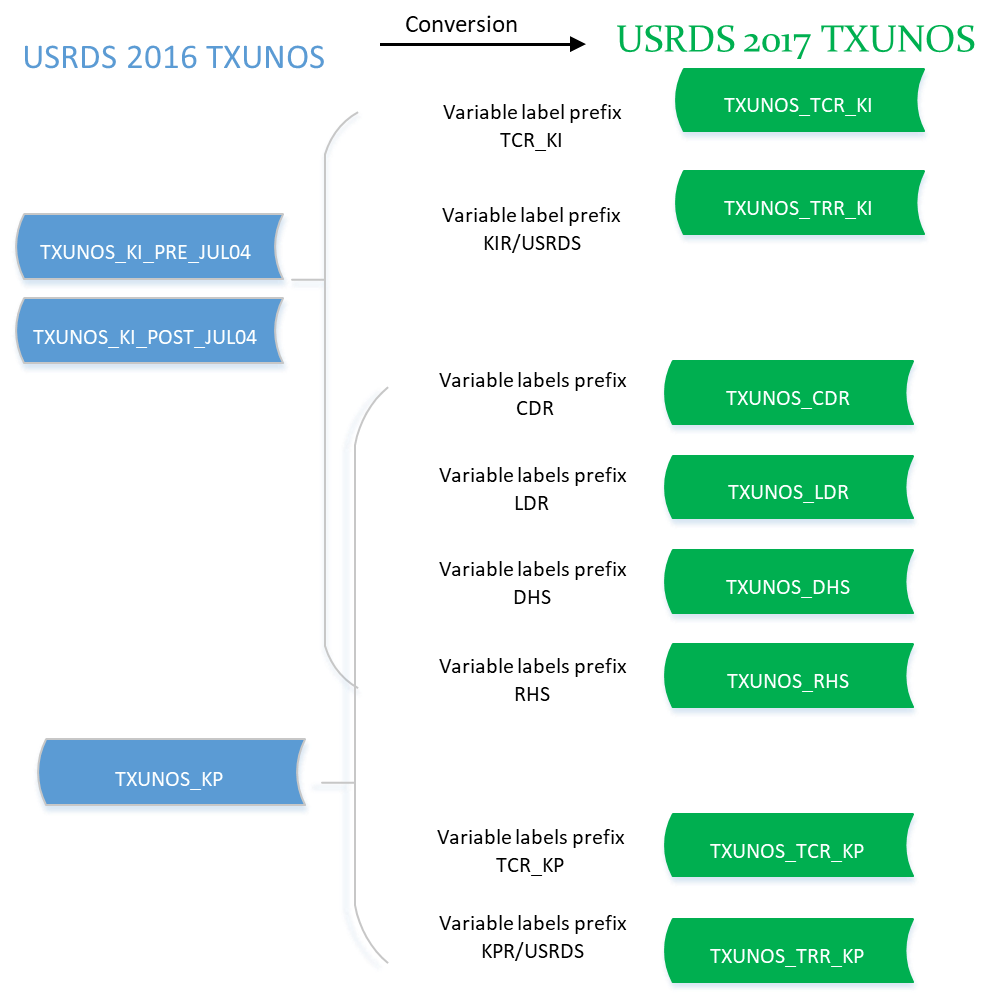 Conversion
USRDS 2016 TXUNOS
USRDS 2017 TXUNOS
Variable label prefix
TCR_KI
TXUNOS_TCR_KI
Variable label prefix
KIR/USRDS
TXUNOS_TRR_KI
TXUNOS_KI_PRE_JUL04
TXUNOS_KI_POST_JUL04
Variable labels prefix
CDR
TXUNOS_CDR
Variable labels prefix
LDR
TXUNOS_LDR
Variable labels prefix
DHS
TXUNOS_DHS
Variable labels prefix
RHS
TXUNOS_RHS
TXUNOS_KP
Variable labels prefix
TCR_KP
TXUNOS_TCR_KP
Variable labels prefix
KPR/USRDS
TXUNOS_TRR_KP